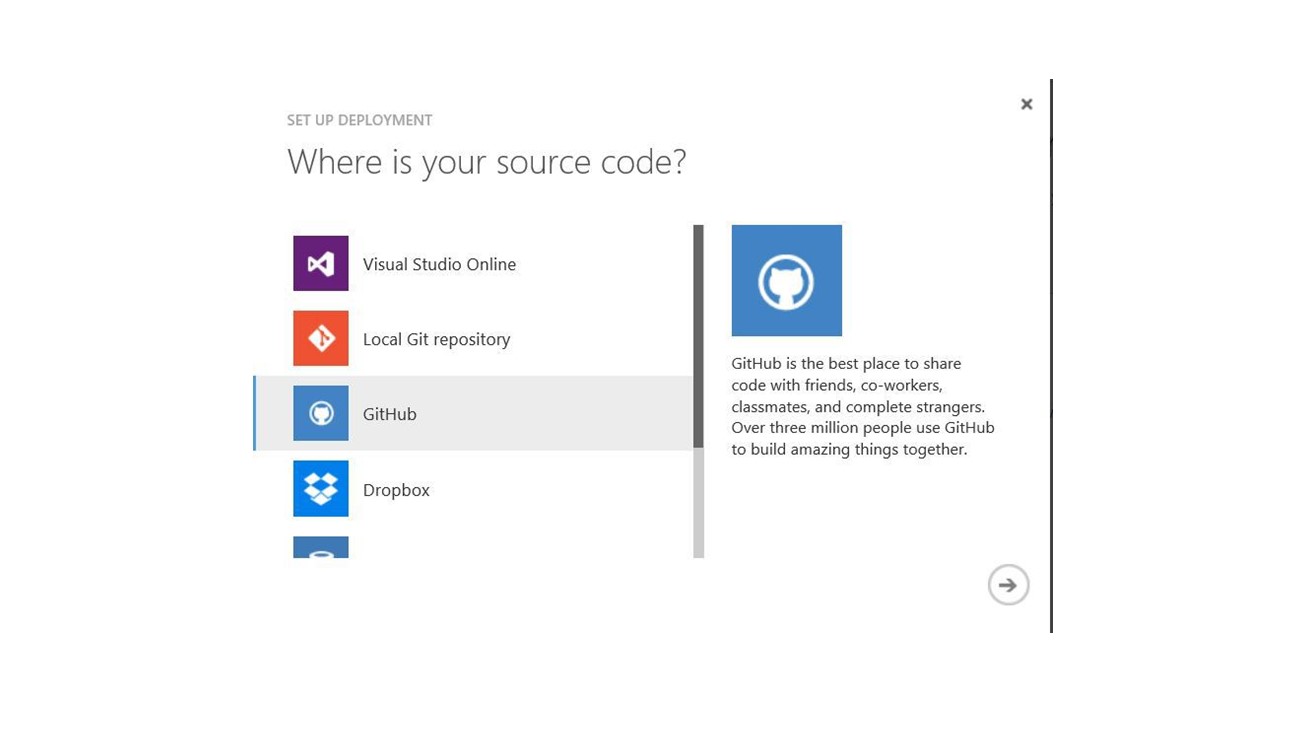 SET UP DEPLOYMENT
Where is your source code?
Visual Studio Online
Local Git repository
GitHub
Dropbox
GitHub is the best place to share
code with friends, co-workers,
classmates, and complete strangers.
Over three million people use GitHub
to build amazing things together.